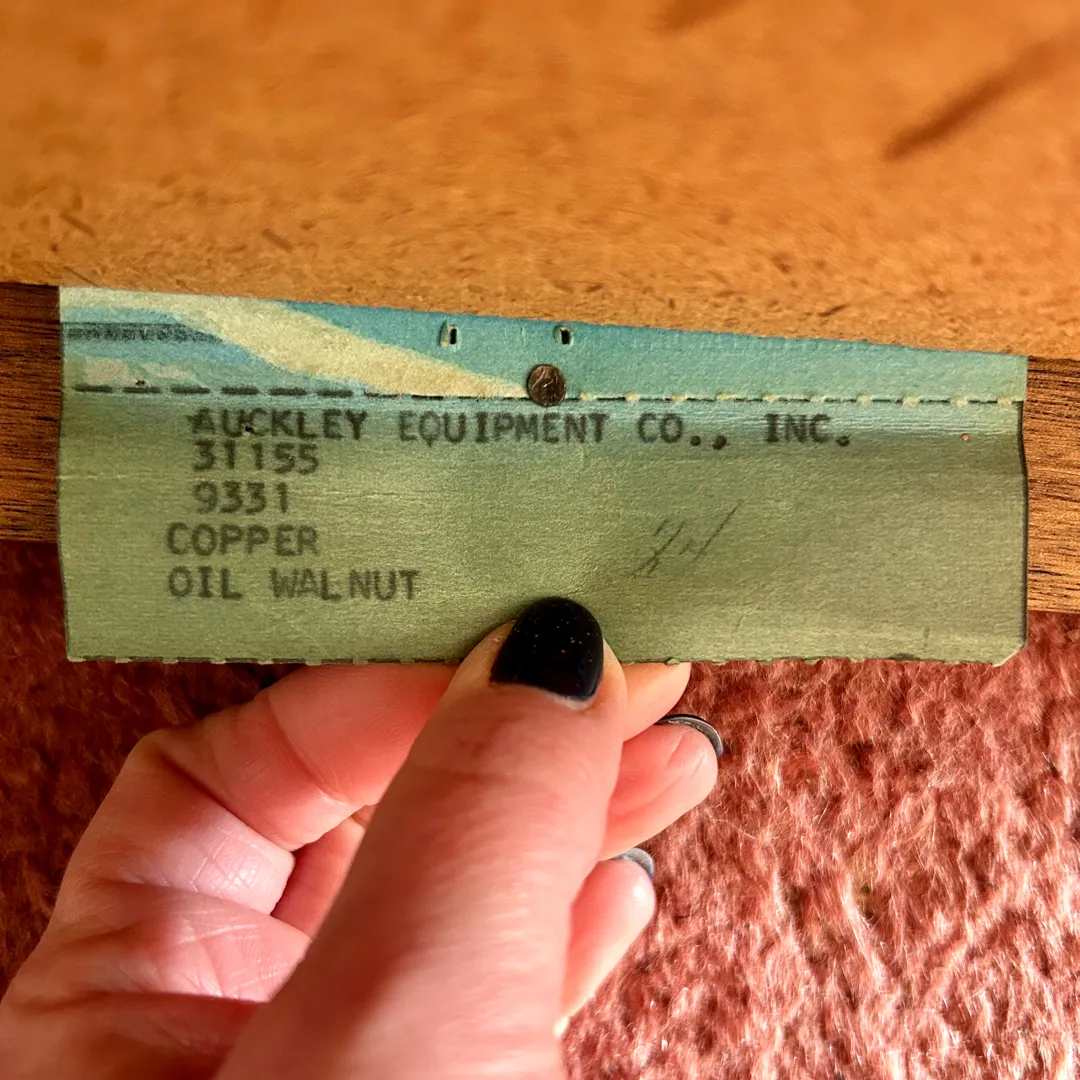 AUCKLEY EQUIPMENT CO., INC.
31155
9331
COPPER
OIL WALNUT